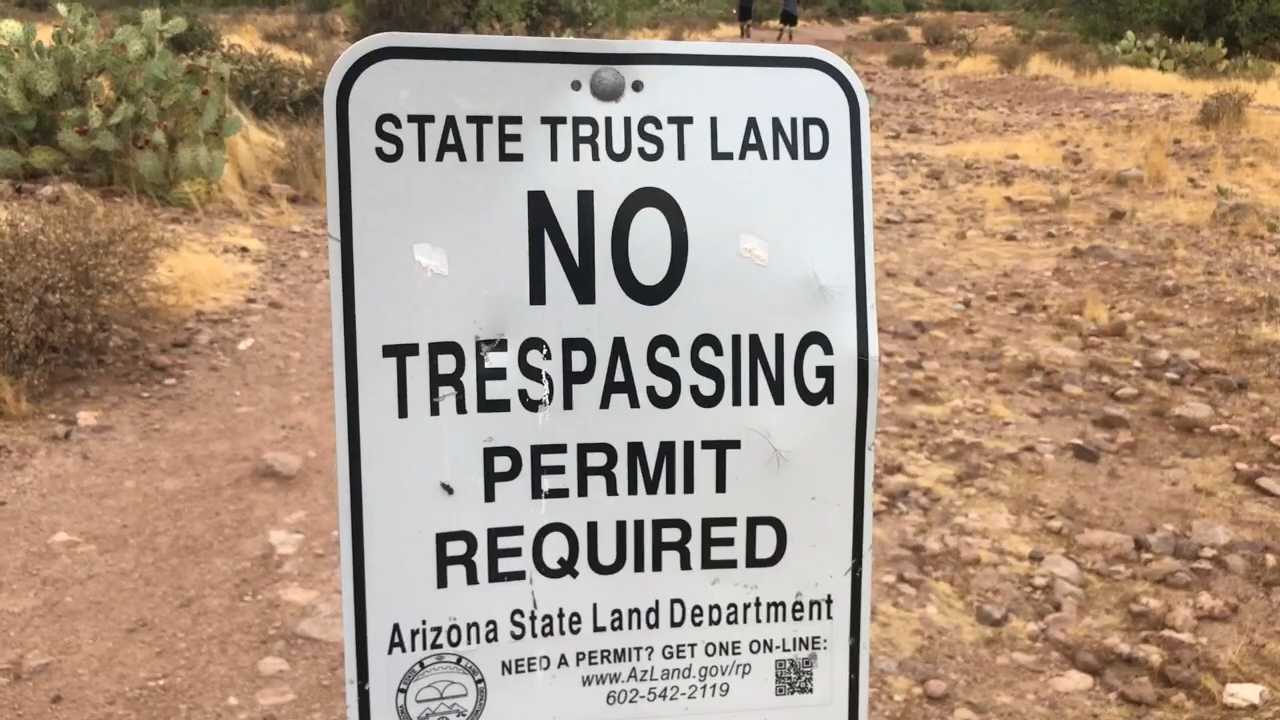 STATE TRUST LAND
NO
TRESPASSING
PERMIT
REQUIRED
Arizona State Land Department
NEED A PERMIT? GET ONE ON-LINE:
www.AzLand.gov/rp
602-542-2119